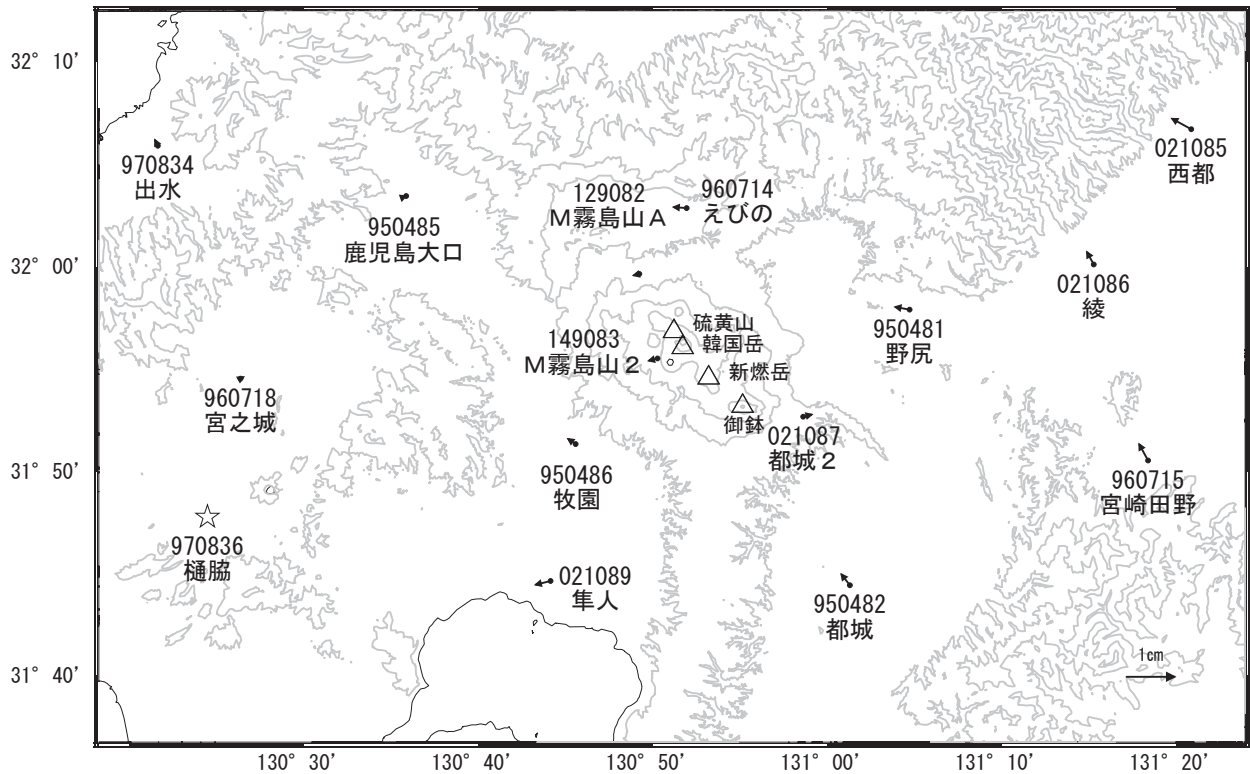 32° 10′
970834
出水
950485
鹿児島大口
129082
M霧島山A
960714
えびの
021085
西都
32° 00′
021086
綾
950481
野尻
硫黄山
韓国岳
149083
M霧島山２
新燃岳
960718
宮之城
御鉢
021087
都城２
31° 50′
950486
牧園
960715
宮崎田野
970836
樋脇
021089
隼人
950482
都城
1cm
31° 40′
130° 30′
130° 40′
130° 50′
131° 00′
131° 10′
131° 20′